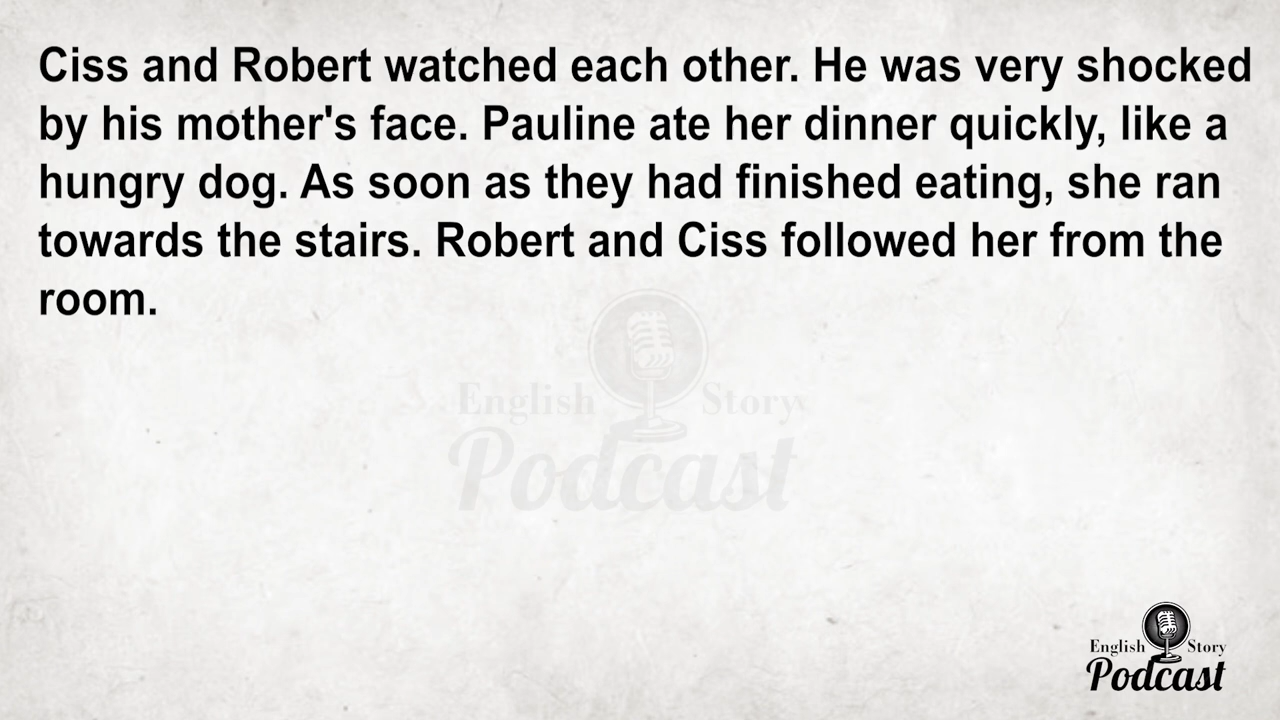 Ciss and Robert watched each other. He was very shocked
by his mother's face. Pauline ate her dinner quickly, like a
hungry dog. As soon as they had finished eating, she ran
towards the stairs. Robert and Ciss followed her from the
room.
English Story
Podcast
English Story
Podcast